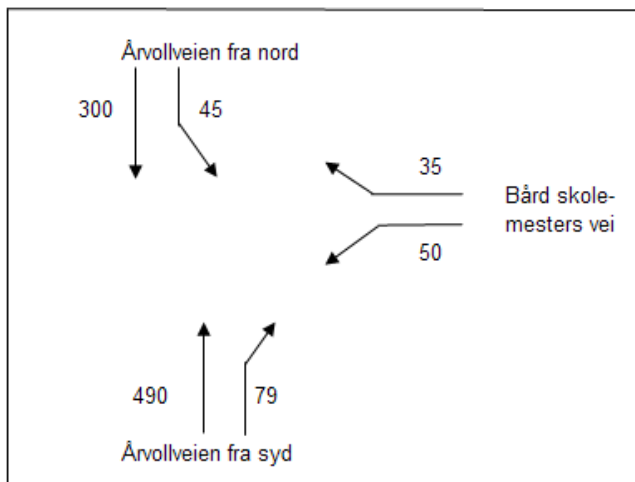 Årvollveien fra nord
300
45
35
Bård skole-
mesters vei
50
490
79
Årvollveien fra syd